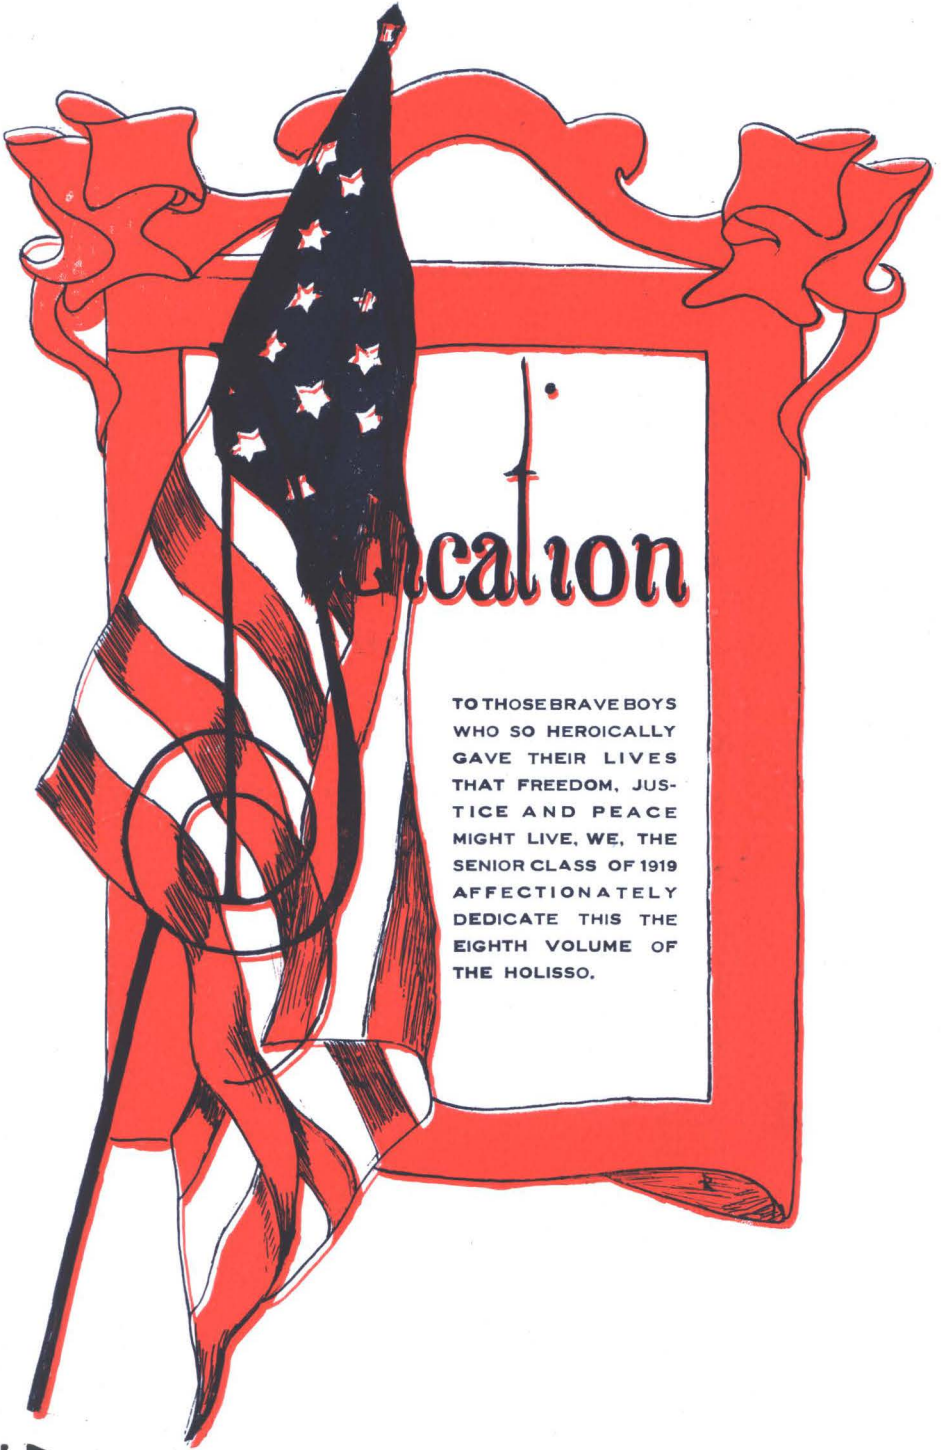 ication
TO THOSE BRAVE BOYS
WHO SO HEROICALLY
GAVE THEIR LIVES
THAT FREEDOM, JUS-
TICE AND PEACE
MIGHT LIVE, WE, THE
SENIOR CLASS OF 1919
AFFECTIONATELY
DEDICATE THIS THE
EIGHTH VOLUME OF
THE HOLISSO.